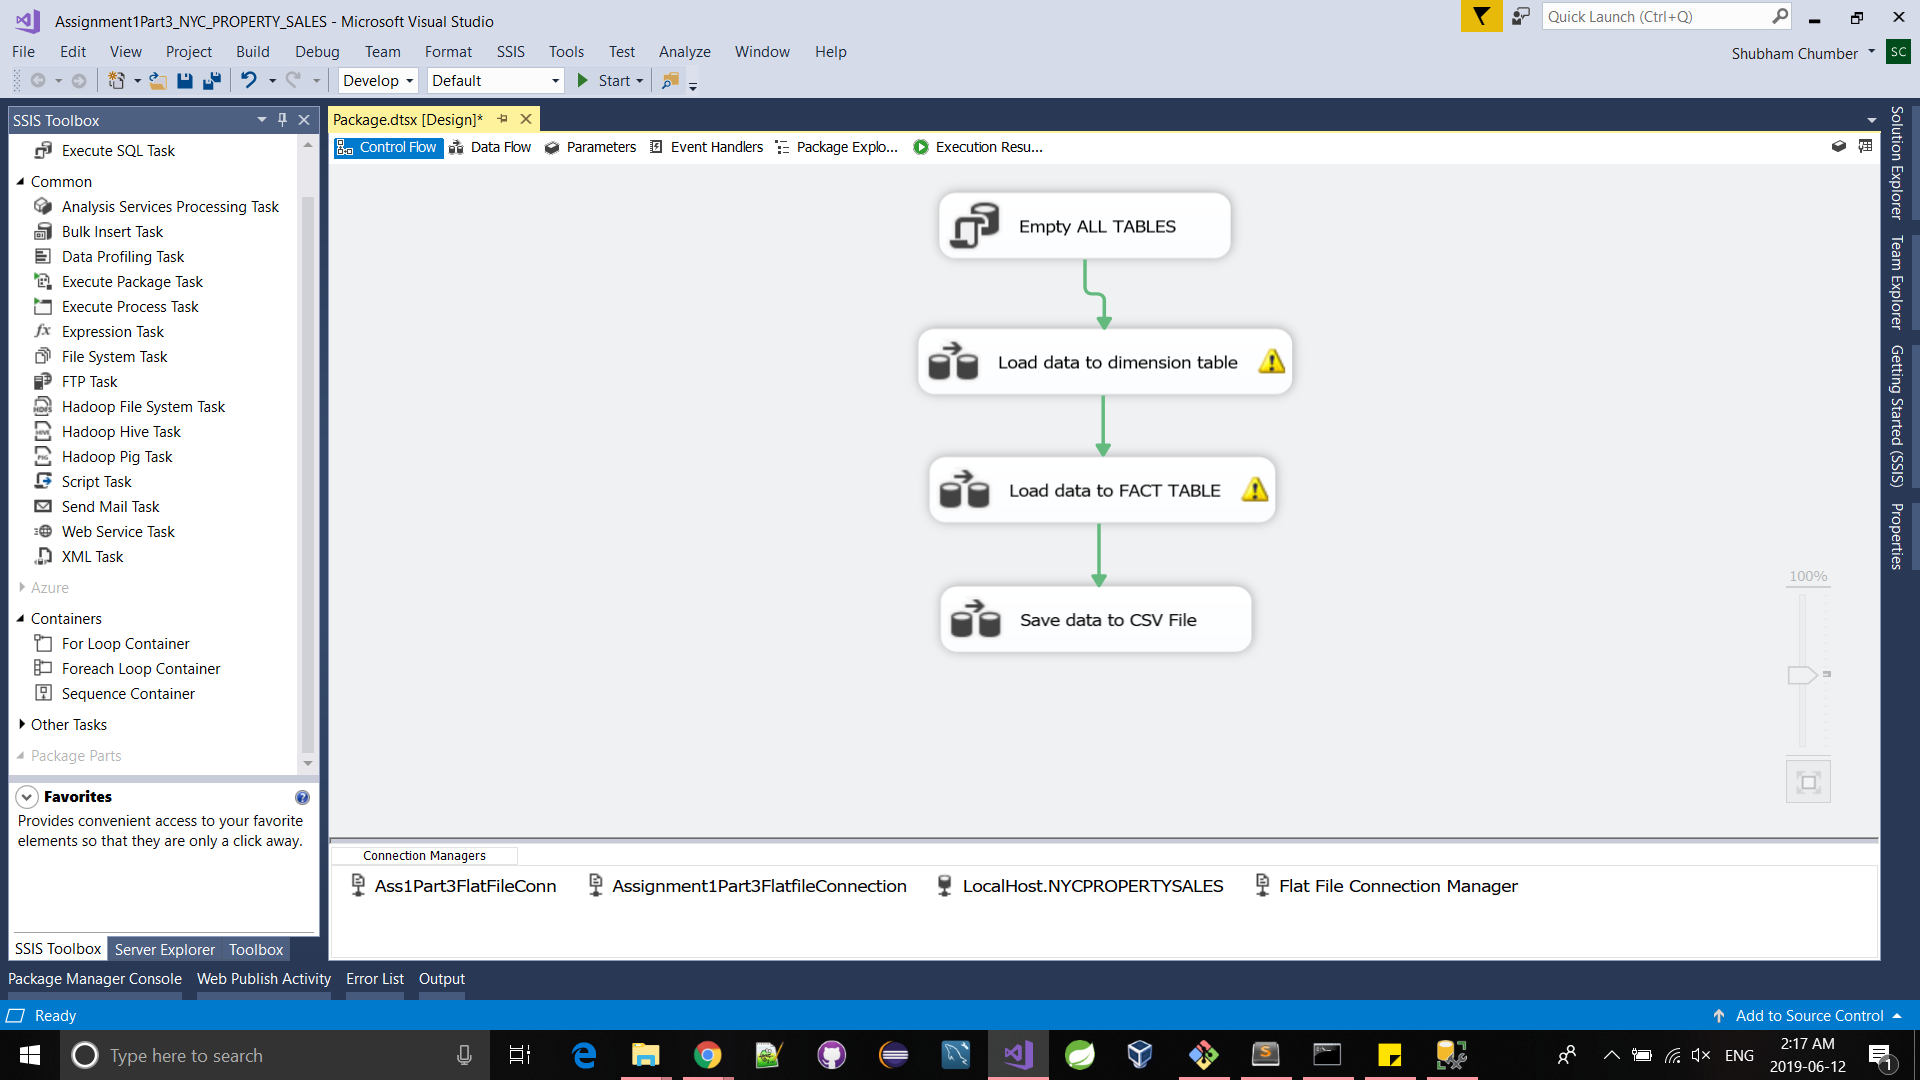 Assignment1Part3_NYC_PROPERTY_SALES - Microsoft Visual Studio
Quick Launch (Ctrl+Q)
File Edit View Project Build Debug Team Format SSIS Tools Test Analyze Window Help
Shubham Chumber SC
Develop Default Start
SSIS Toolbox
Package.dtsx [Design]*
Control Flow Data Flow Parameters Event Handlers Package Explo... Execution Resu...
Execute SQL Task
Common
Analysis Services Processing Task
Bulk Insert Task
Data Profiling Task
Execute Package Task
Execute Process Task
Expression Task
File System Task
FTP Task
Hadoop File System Task
Hadoop Hive Task
Hadoop Pig Task
Script Task
Send Mail Task
Web Service Task
XML Task
Azure
Containers
For Loop Container
Foreach Loop Container
Sequence Container
Other Tasks
Package Parts
Favorites
Provides convenient access to your favorite
elements so that they are only a click away.
SSIS Toolbox Server Explorer Toolbox
Empty ALL TABLES
Load data to dimension table
Load data to FACT TABLE
Save data to CSV File
100%
Connection Managers
Ass1Part3FlatFileConn Assignment1Part3FlatfileConnection LocalHost.NYCPROPERTYSALES Flat File Connection Manager
Solution Explorer
Team Explorer
Getting Started (SSIS)
Properties
Package Manager Console Web Publish Activity Error List Output
Ready
Add to Source Control
Type here to search
ENG
2:17 AM
2019-06-12
1